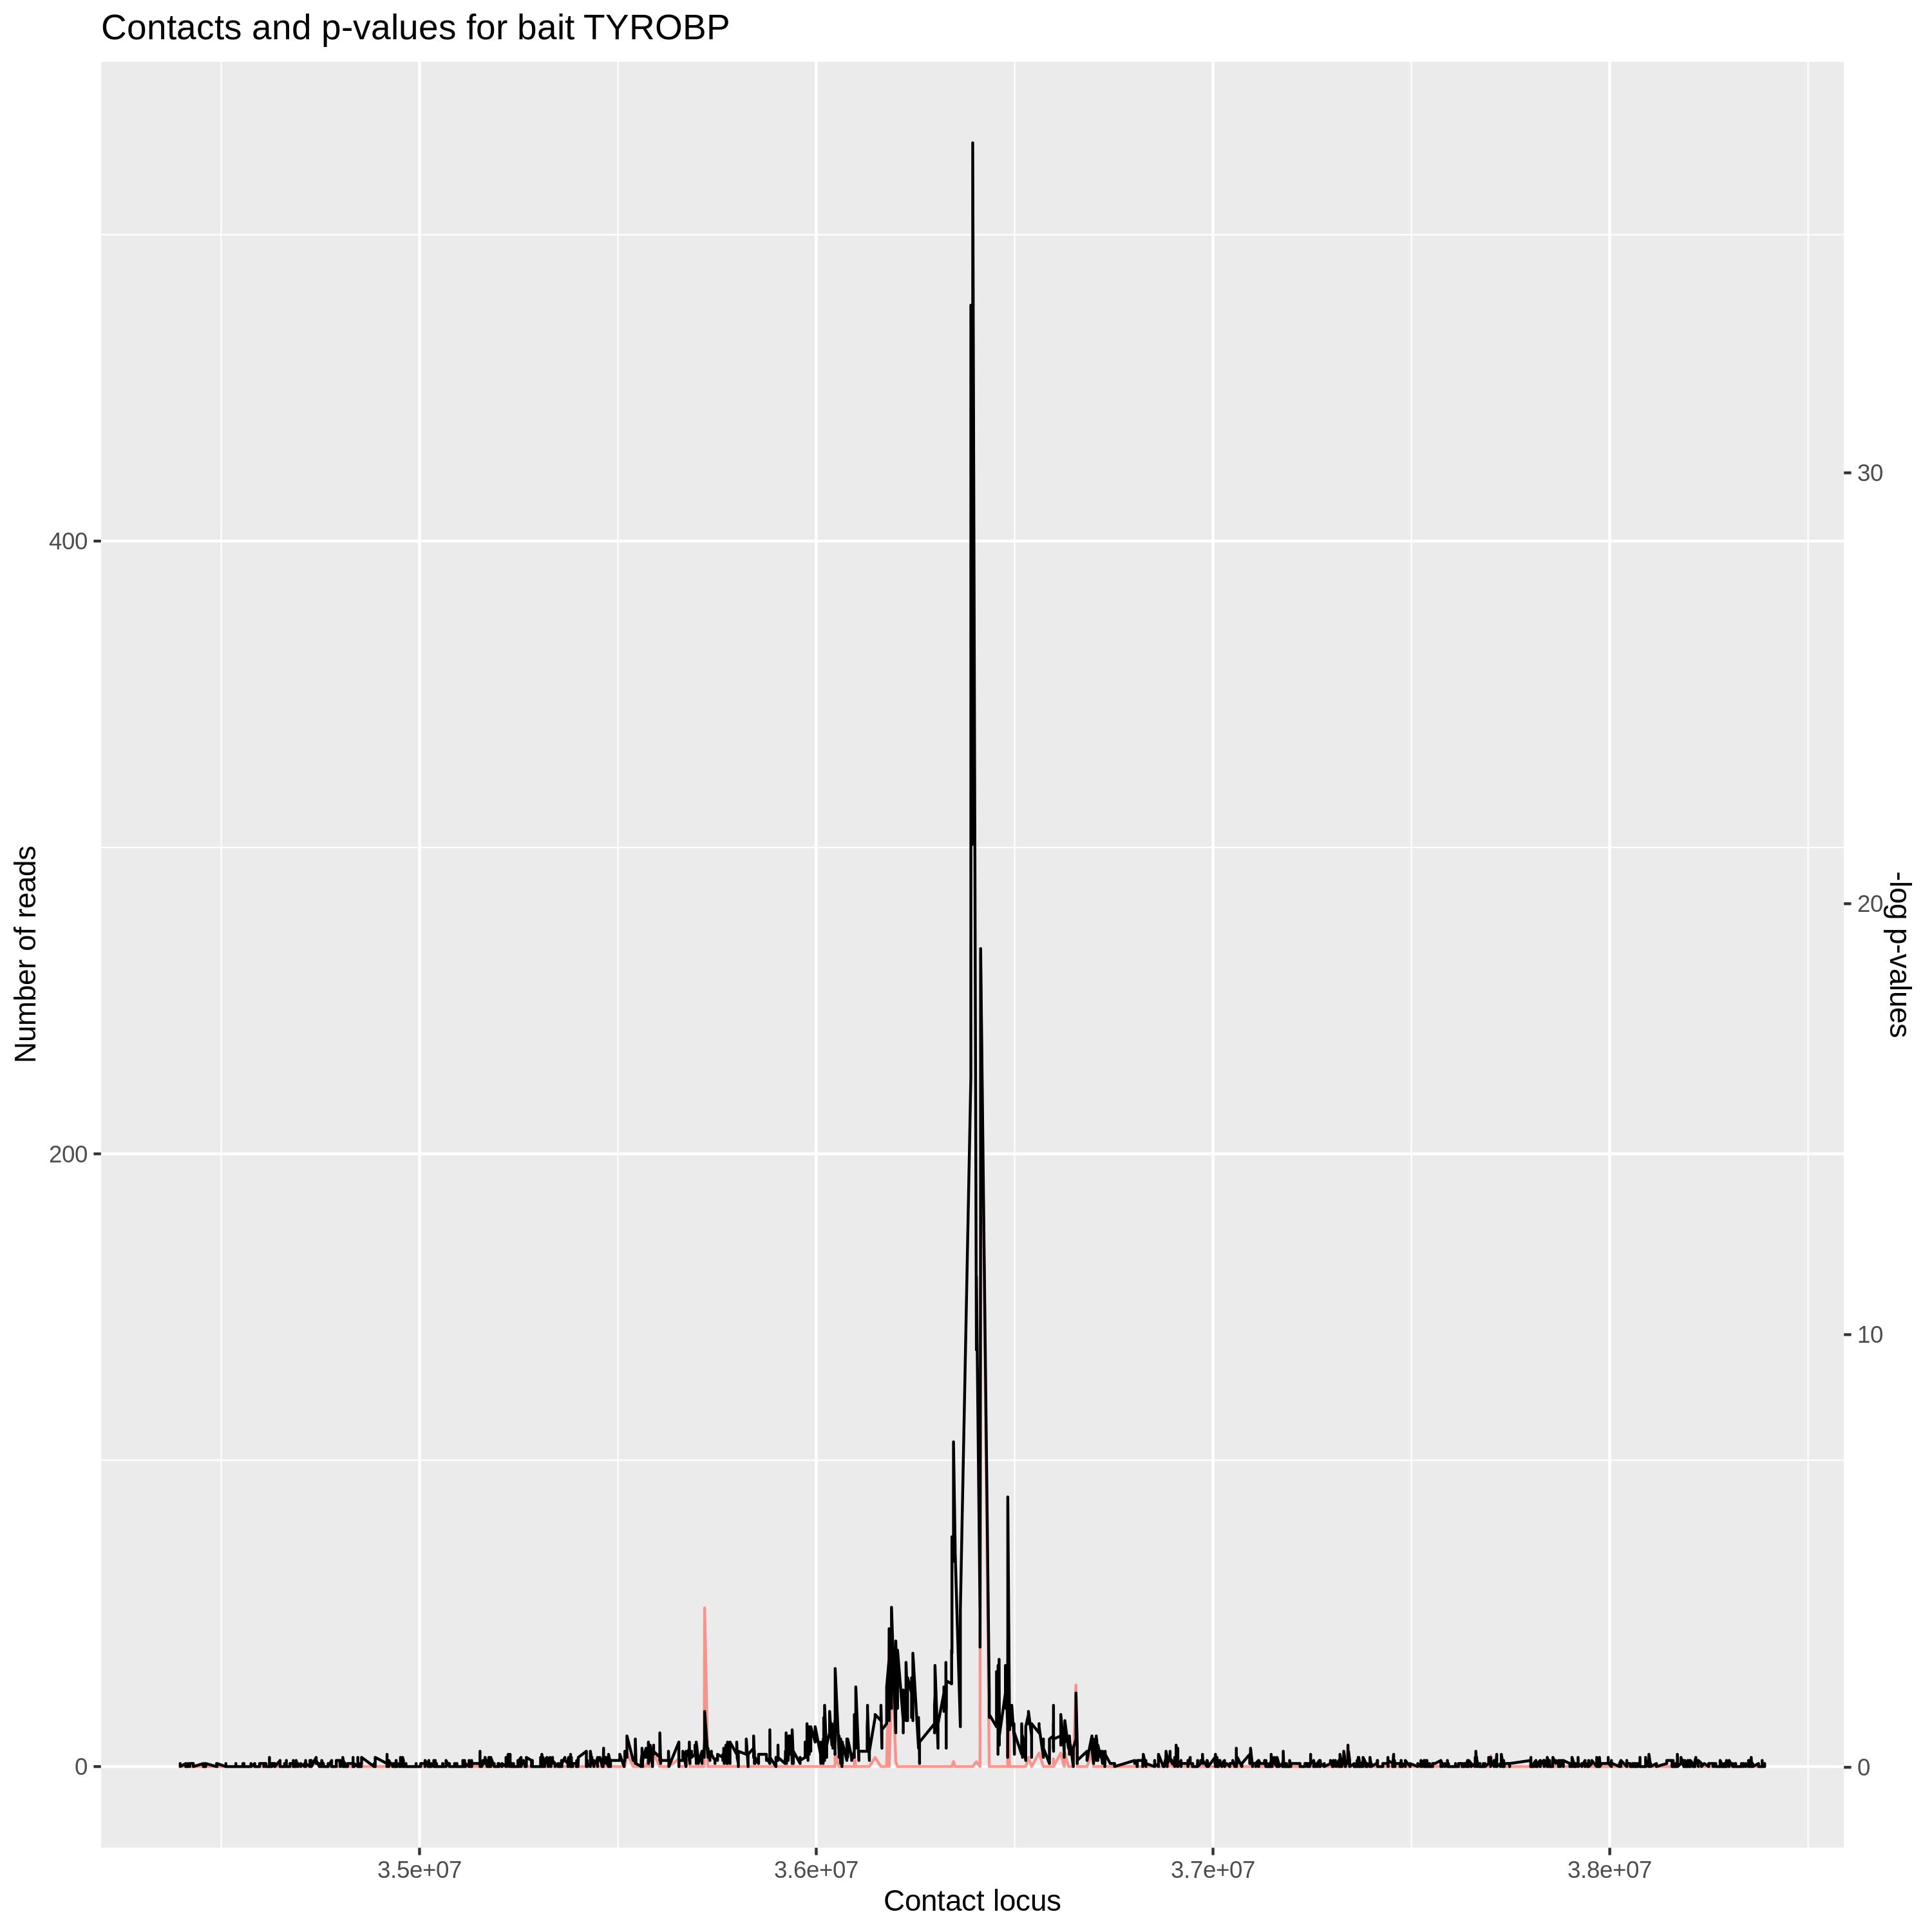 Contacts and p-values for bait TYROBP
Number of reads
400
200
0
30
20
10
0
-log p-values
3.5e+07 3.6e+07 3.7e+07 3.8e+07
Contact locus